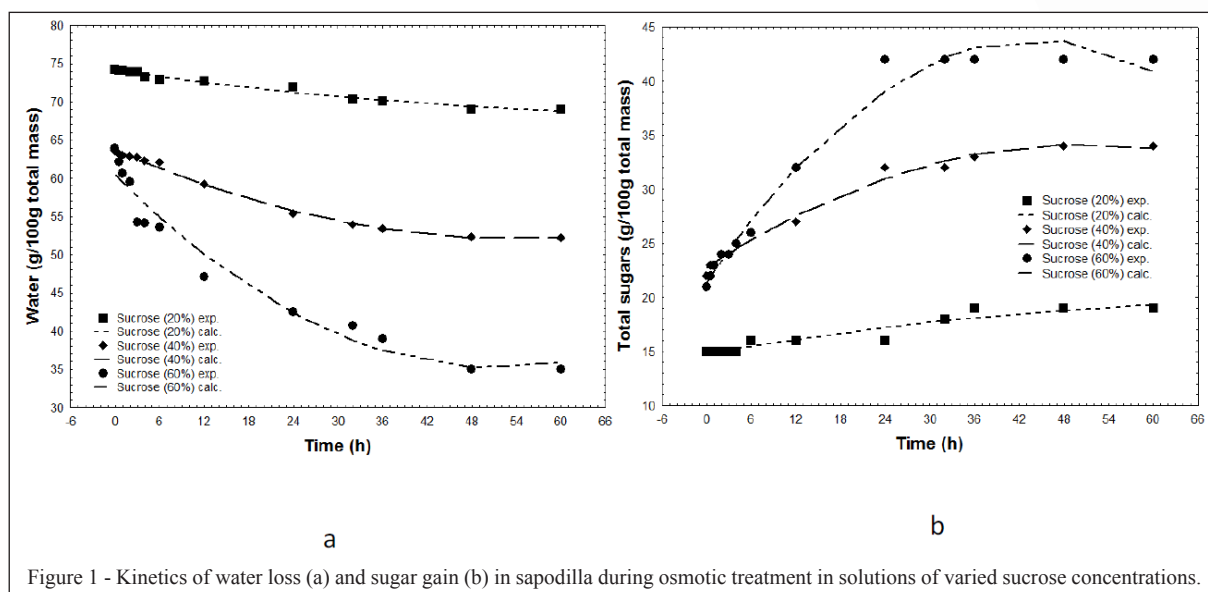 80
75
70
65
60
55
50
45
40
35
30
Water (g/100g total mass)
Sucrose (20%) exp.
Sucrose (20%) calc.
Sucrose (40%) exp.
Sucrose (40%) calc.
Sucrose (60%) exp.
Sucrose (60%) calc.
-6 0 6 12 18 24 30 36 42 48 54 60 66
Time (h)
a
45
40
35
30
25
20
15
10
Total sugars (g/100g total mass)
Sucrose (20%) exp.
Sucrose (20%) calc.
Sucrose (40%) exp.
Sucrose (40%) calc.
Sucrose (60%) exp.
Sucrose (60%) calc.
-6 0 6 12 18 24 30 36 42 48 54 60 66
Time (h)
b
Figure 1 - Kinetics of water loss (a) and sugar gain (b) in sapodilla during osmotic treatment in solutions of varied sucrose concentrations.